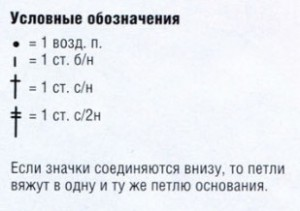 Условные обозначения
= 1 возд. п.
= 1 ст. б/н
= 1 ст. с/н
= 1 ст. с/2н
Если значки соединяются внизу, то петли
вяжут в одну и ту же петлю основания.